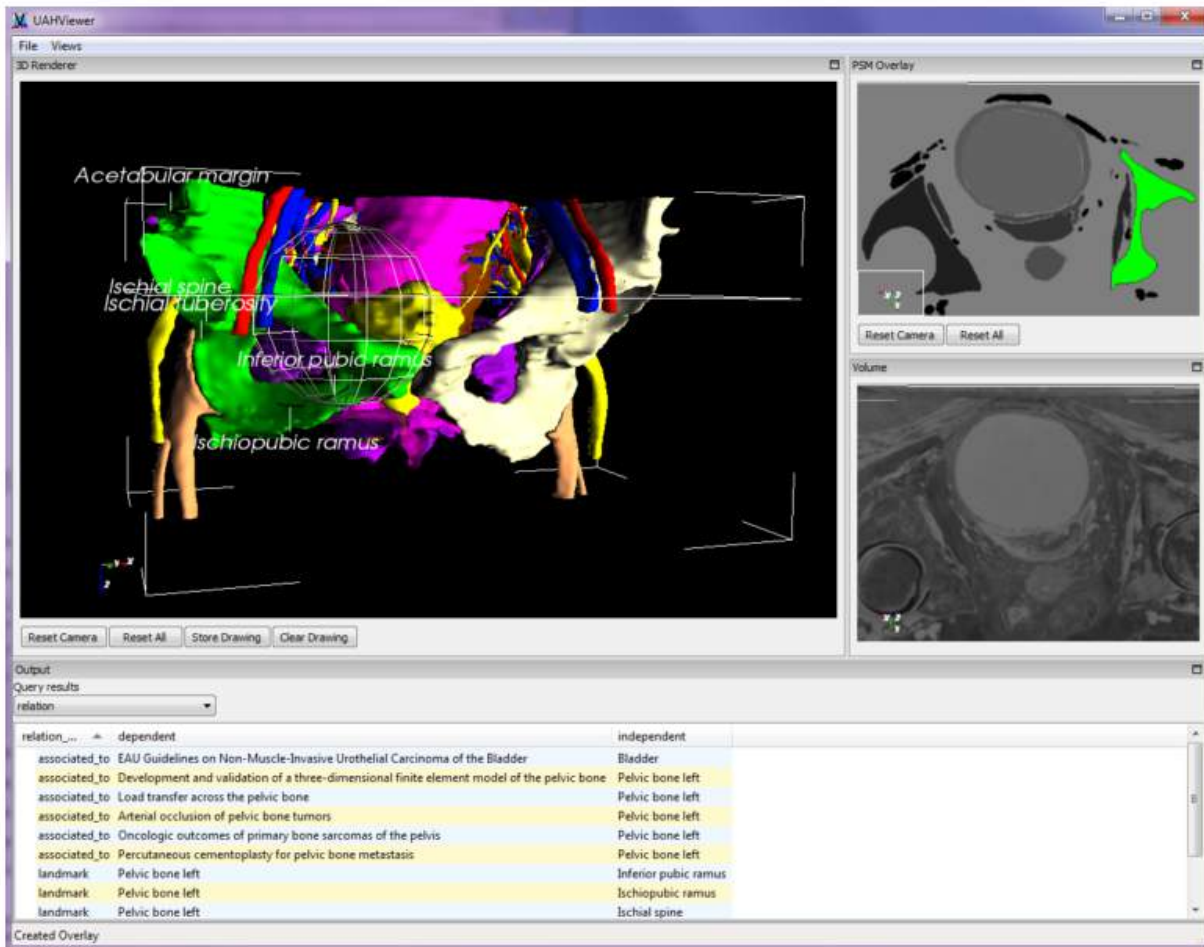 UAHViewer
File Views
3D Renderer
PSM Overlay
Acetabular margin
Ischial spine
Ischial tuberosity
Inferior pubic ramus
Ischiopubic ramus
Reset Camera Reset All
Volume
Reset Camera Reset All Store Drawing Clear Drawing
Output
Query results
relation
relation_... dependent independent
associated_to EAU Guidelines on Non-Muscle-Invasive Urothelial Carcinoma of the Bladder Bladder
associated_to Development and validation of a three-dimensional finite element model of the pelvic bone Pelvic bone left
associated_to Load transfer across the pelvic bone Pelvic bone left
associated_to Arterial occlusion of pelvic bone tumors Pelvic bone left
associated_to Oncologic outcomes of primary bone sarcomas of the pelvis Pelvic bone left
associated_to Percutaneous cementoplasty for pelvic bone metastasis Pelvic bone left
landmark Pelvic bone left Inferior pubic ramus
landmark Pelvic bone left Ischiopubic ramus
landmark Pelvic bone left Ischial spine
Created Overlay